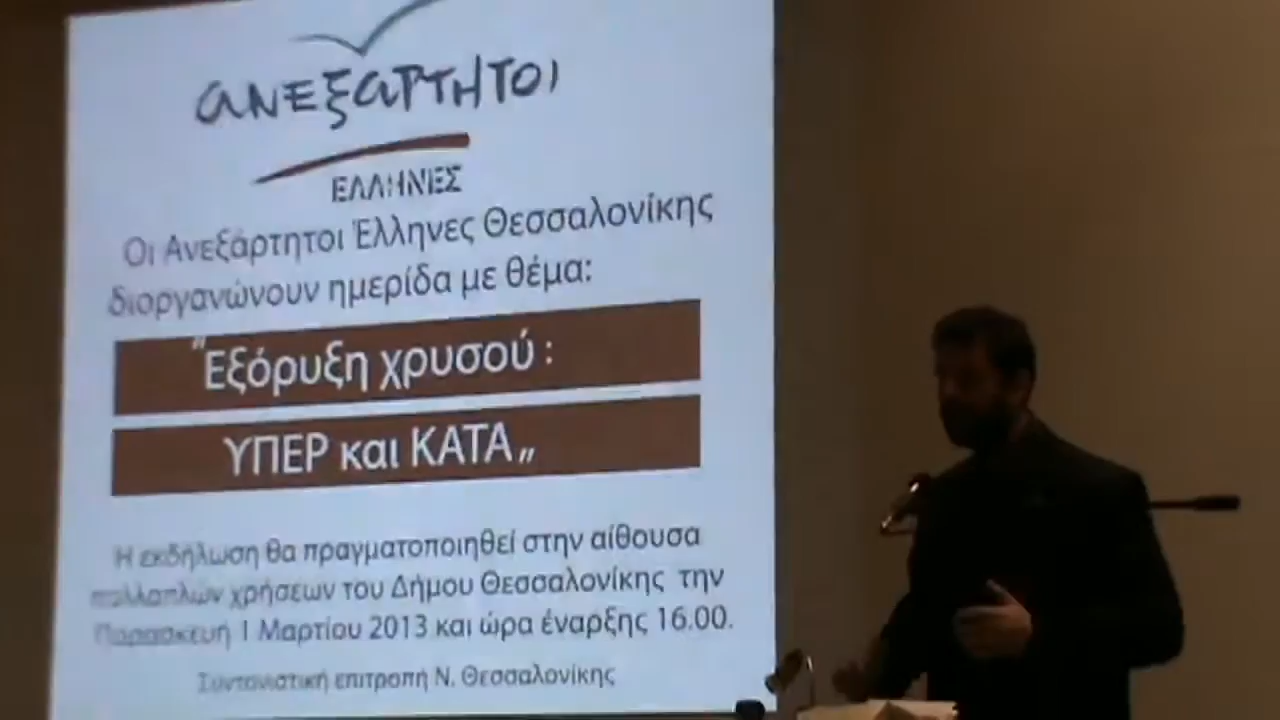 ανεξαρτητοι
ΕΛΛΗΝΕΣ
Οι Ανεξάρτητοι Έλληνες Θεσσαλονίκης
διοργανώνουν ημερίδα με θέμα:
"Εξόρυξη χρυσού :
ΥΠΕΡ και ΚΑΤΑ„
Η εκδήλωση θα πραγματοποιηθεί στην αίθουσα
πολλαπλών χρήσεων του Δήμου Θεσσαλονίκης την
Παρασκευή 1 Μαρτίου 2013 και ώρα έναρξης 16.00.
Συντονιστική επιτροπή Ν. Θεσσαλονίκης